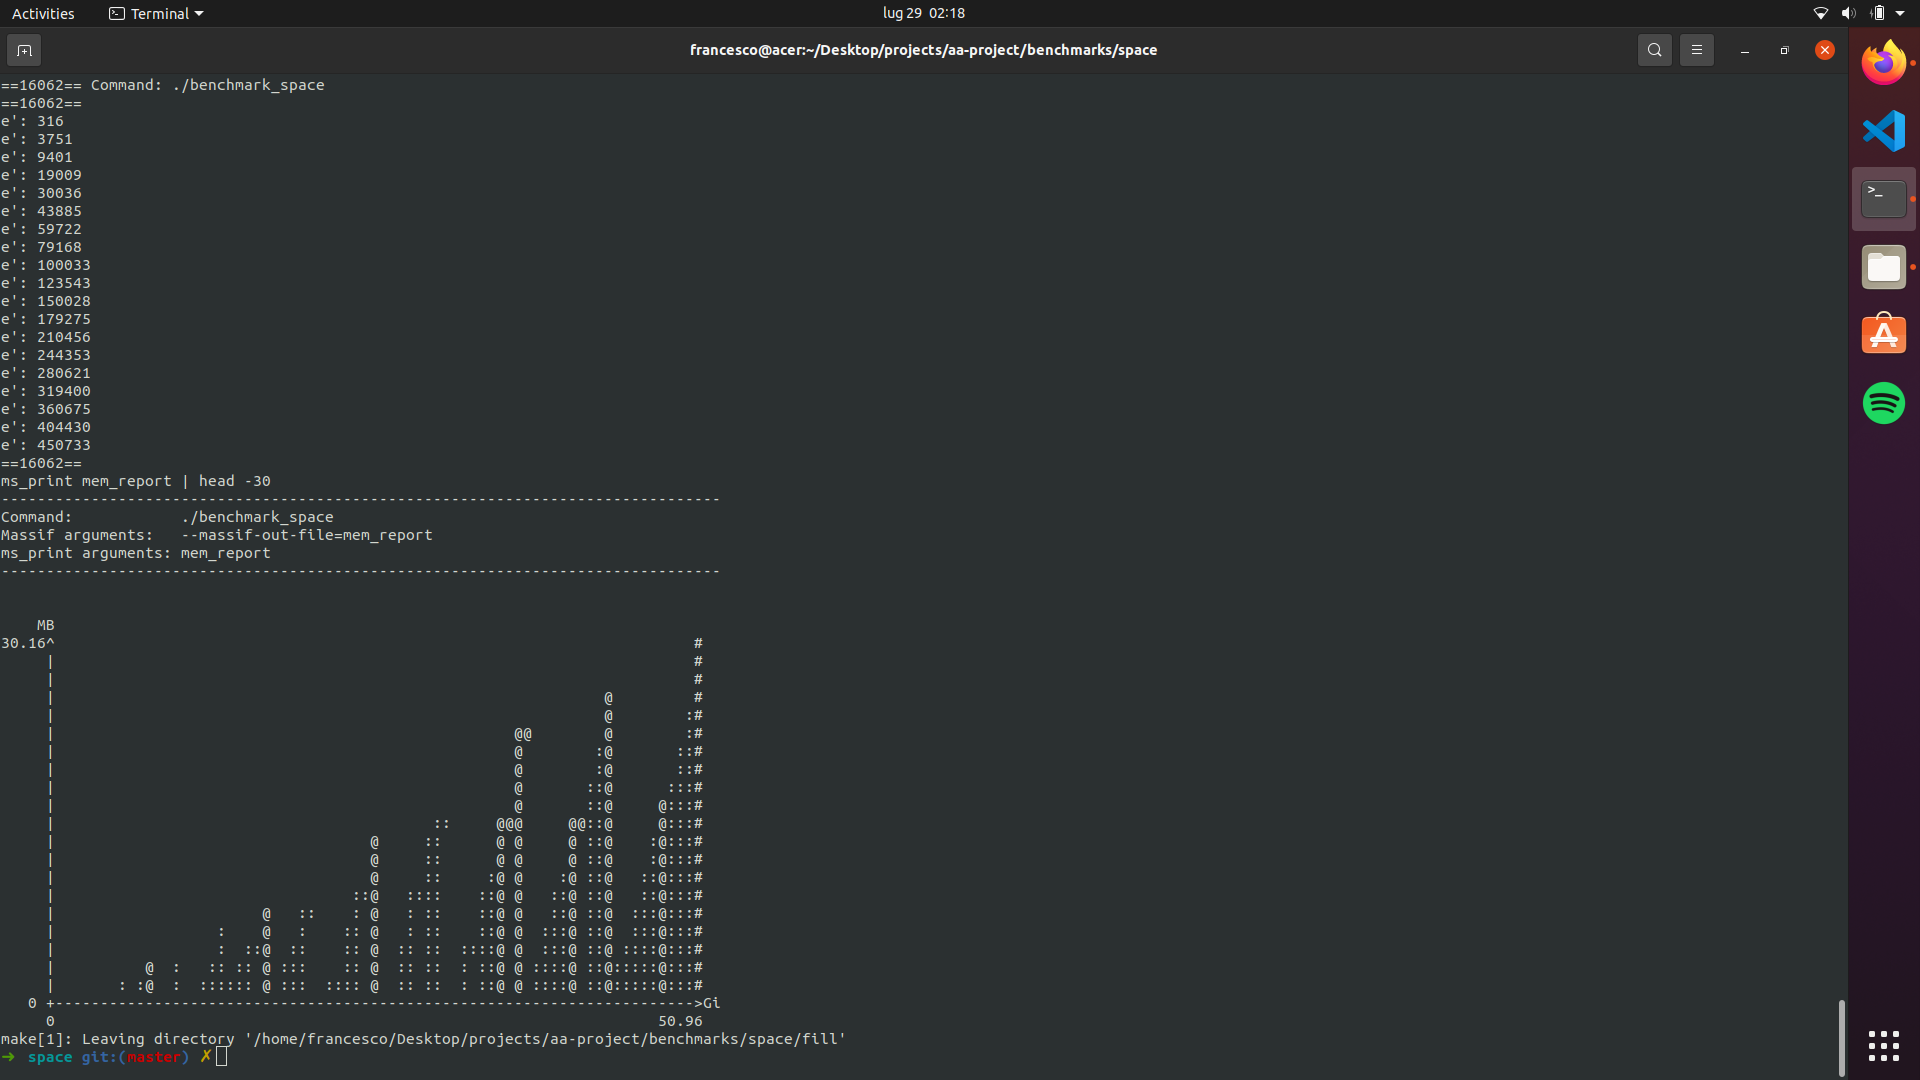 Activities Terminal lug 29 02:18
francesco@acer:~/Desktop/projects/aa-project/benchmarks/space
==16062== Command: ./benchmark_space
==16062==
e': 316
e': 3751
e': 9401
e': 19009
e': 30036
e': 43885
e': 59722
e': 79168
e': 100033
e': 123543
e': 150028
e': 179275
e': 210456
e': 244353
e': 280621
e': 319400
e': 360675
e': 404430
e': 450733
==16062==
ms_print mem_report | head -30
--------------------------------------------------------------------------------
Command:            ./benchmark_space
Massif arguments:   --massif-out-file=mem_report
ms_print arguments: mem_report
--------------------------------------------------------------------------------
    MB
30.16^                                                                       #
     |                                                                       #
     |                                                                       #
     |                                                             @         #
     |                                                             @        :#
     |                                                   @@        @        :#
     |                                                   @        :@       ::#
     |                                                   @        :@       ::#
     |                                                   @       ::@      :::#
     |                                                   @       ::@     @:::#
     |                                          ::     @@@     @@::@     @:::#
     |                                   @     ::      @ @     @ ::@    :@:::#
     |                                   @     ::      @ @     @ ::@    :@:::#
     |                                   @     ::     :@ @    :@ ::@   ::@:::#
     |                                 ::@   ::::    ::@ @   ::@ ::@   ::@:::#
     |                       @   ::    : @   : ::    ::@ @   ::@ ::@  :::@:::#
     |                  :    @   :    :: @   : ::    ::@ @  :::@ ::@  :::@:::#
     |                  :  ::@  ::    :: @  :: ::  ::::@ @  :::@ ::@ ::::@:::#
     |          @  :   :: :: @ :::    :: @  :: ::  : ::@ @ ::::@ ::@:::::@:::#
     |       : :@  :  :::::: @ :::  :::: @  :: ::  : ::@ @ ::::@ ::@:::::@:::#
   0 +----------------------------------------------------------------------->Gi
     0                                                                   50.96
make[1]: Leaving directory '/home/francesco/Desktop/projects/aa-project/benchmarks/space/fill'
➜  space git:(master) ✗